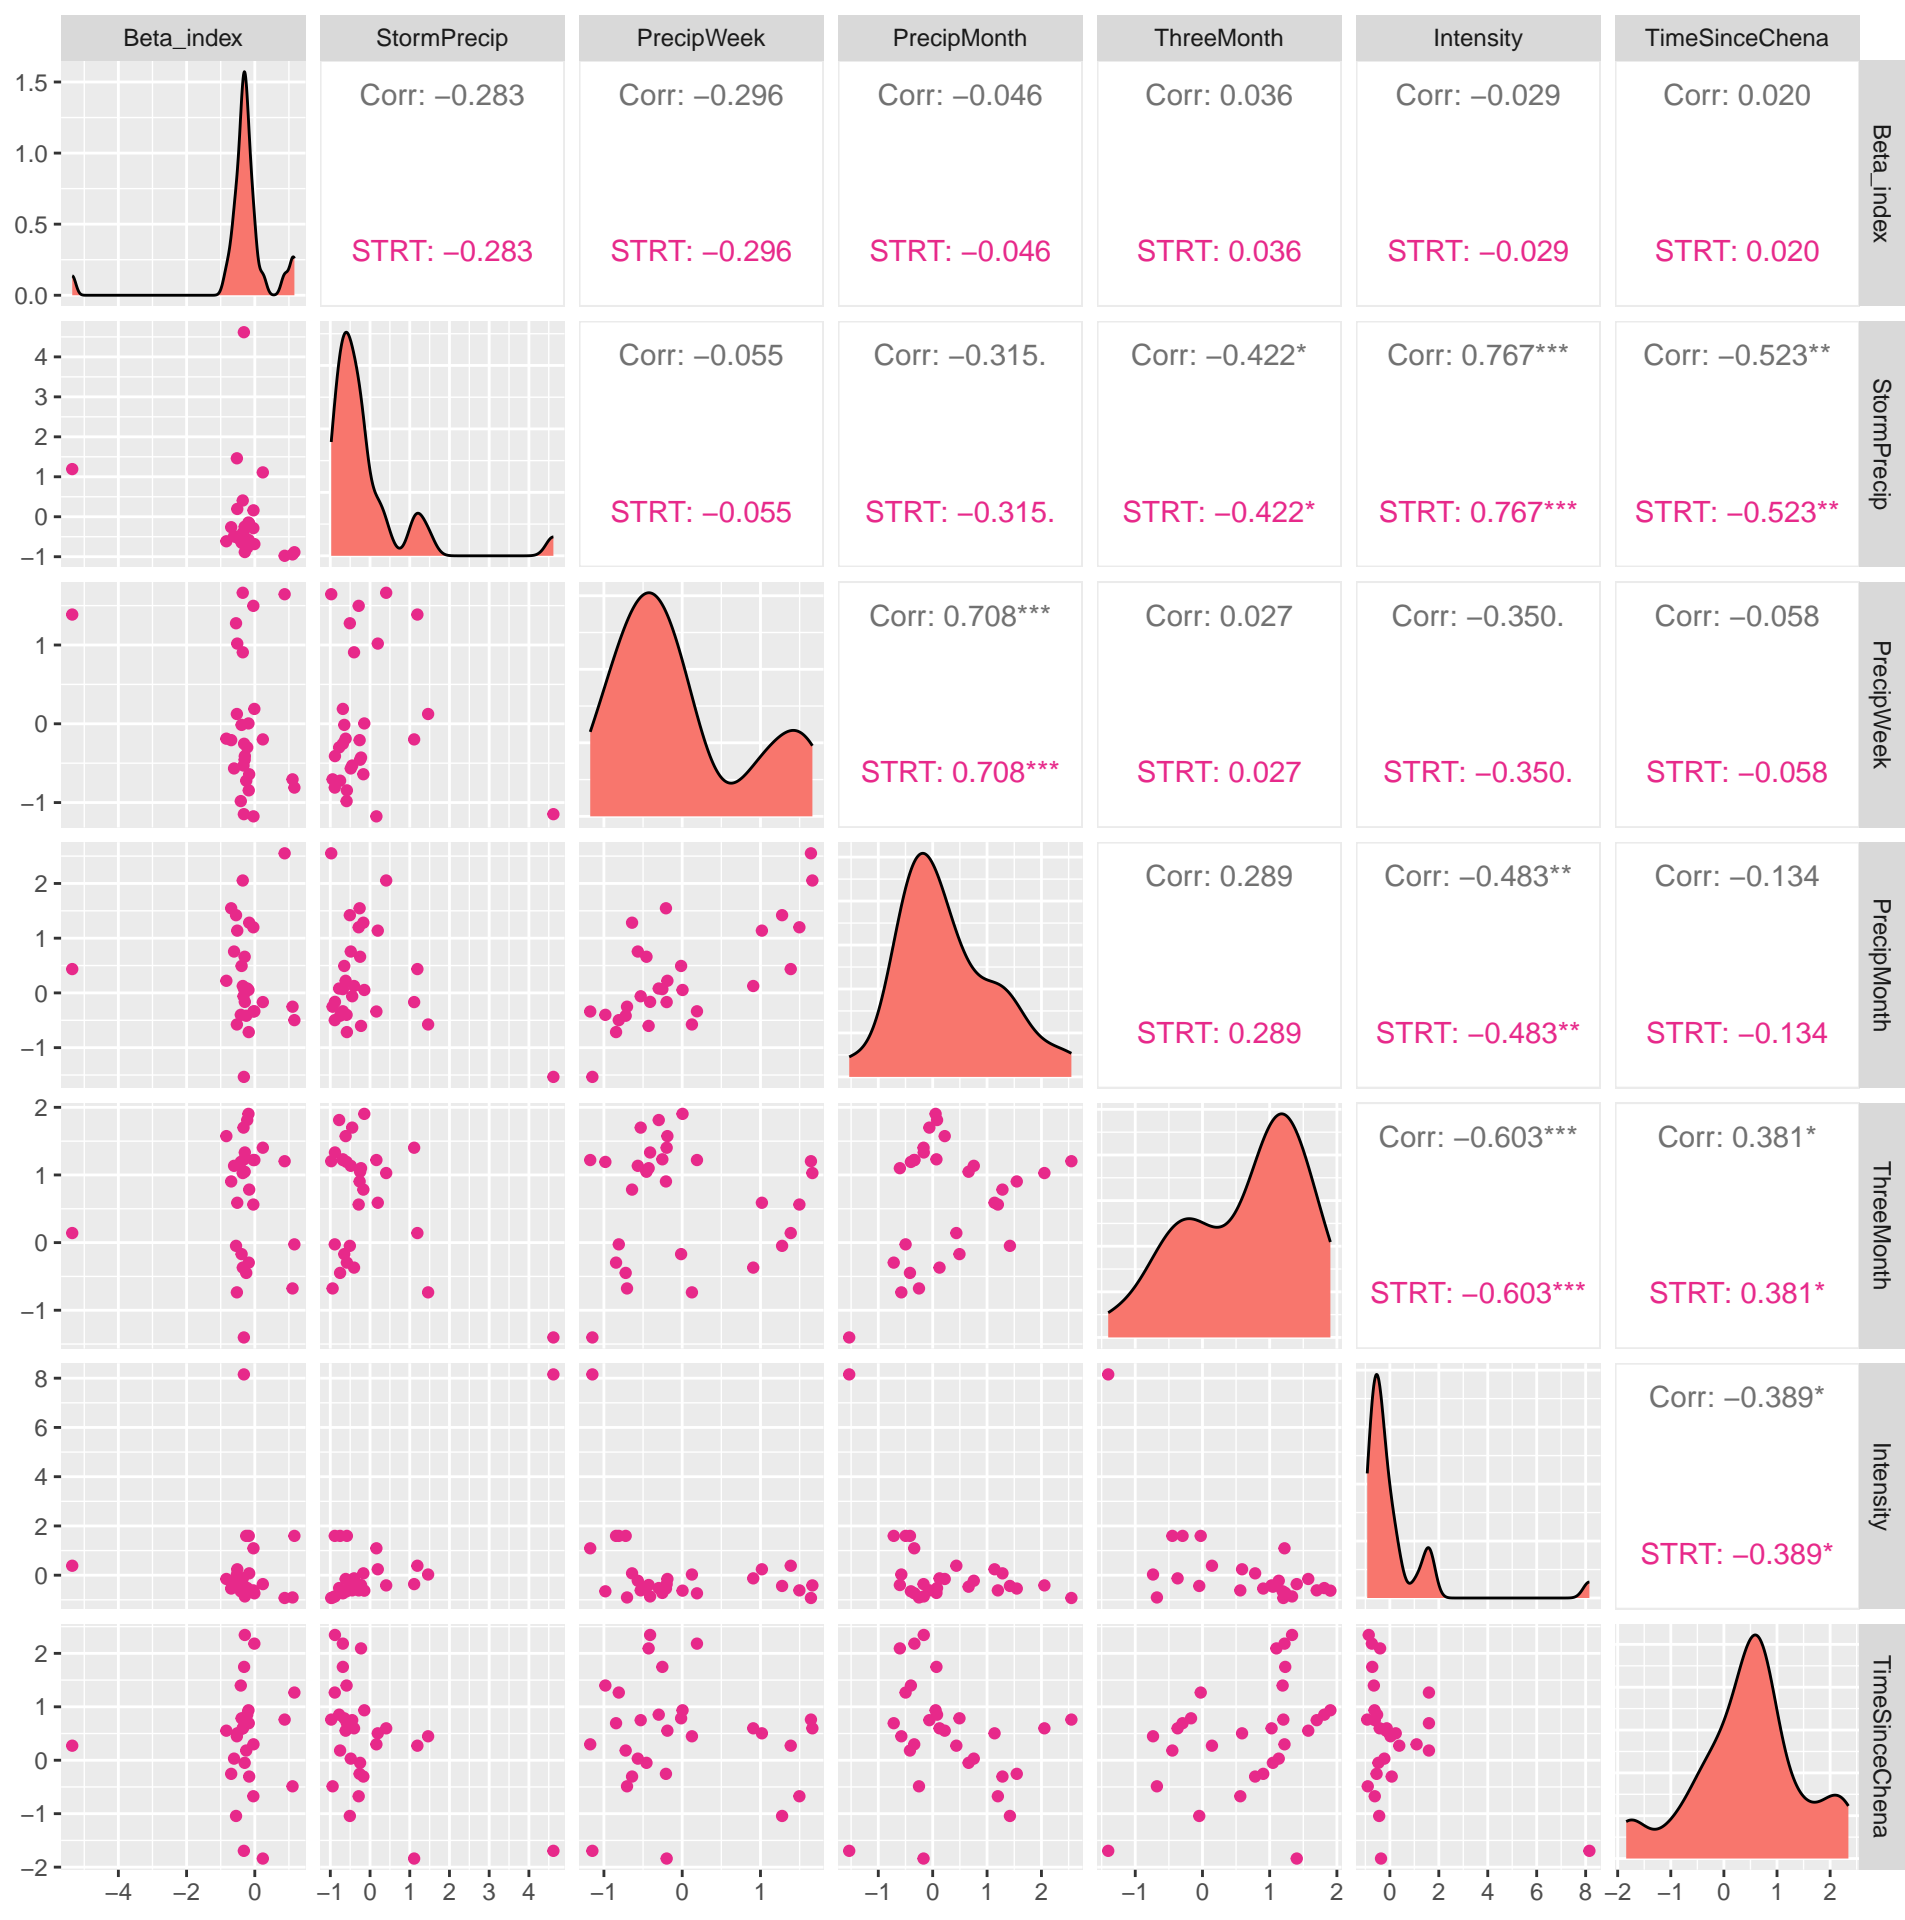 Beta_index StormPrecip PrecipWeek PrecipMonth ThreeMonth Intensity TimeSinceChena
1.5 Corr: −0.283 Corr: −0.296 Corr: −0.046 Corr: 0.036 Corr: −0.029 Corr: 0.020
1.0
Beta_index
0.5
STRT: −0.283 STRT: −0.296 STRT: −0.046 STRT: 0.036 STRT: −0.029 STRT: 0.020
0.0
4 Corr: −0.055 Corr: −0.315. Corr: −0.422* Corr: 0.767*** Corr: −0.523**
3
2
StormPrecip
1
0 STRT: −0.055 STRT: −0.315. STRT: −0.422* STRT: 0.767*** STRT: −0.523**
−1
Corr: 0.708*** Corr: 0.027 Corr: −0.350. Corr: −0.058
1
PrecipWeek
0
STRT: 0.708*** STRT: 0.027 STRT: −0.350. STRT: −0.058
−1
2 Corr: 0.289 Corr: −0.483** Corr: −0.134
1
PrecipMonth
0
STRT: 0.289 STRT: −0.483** STRT: −0.134
−1
2
Corr: −0.603*** Corr: 0.381*
1
ThreeMonth
0
STRT: −0.603*** STRT: 0.381*
−1
8 Corr: −0.389*
6
4
Intensity
2
STRT: −0.389*
0
2
1
TimeSinceChena
0
−1
−2
−4 −2 0 −1 0 1 2 3 4 −1 0 1 −1 0 1 2 −1 0 1 2 0 2 4 6 8 −2 −1 0 1 2